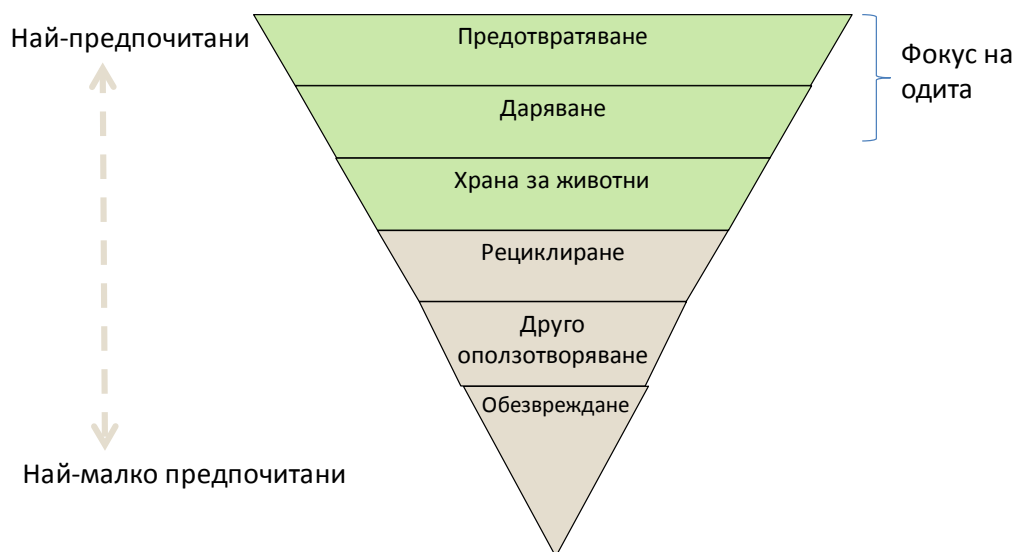 Най-предпочитани
Предотвратяване
Фокус на
одита
Даряване
Храна за животни
Рециклиране
Друго
оползотворяване
Обезвреждане
Най-малко предпочитани